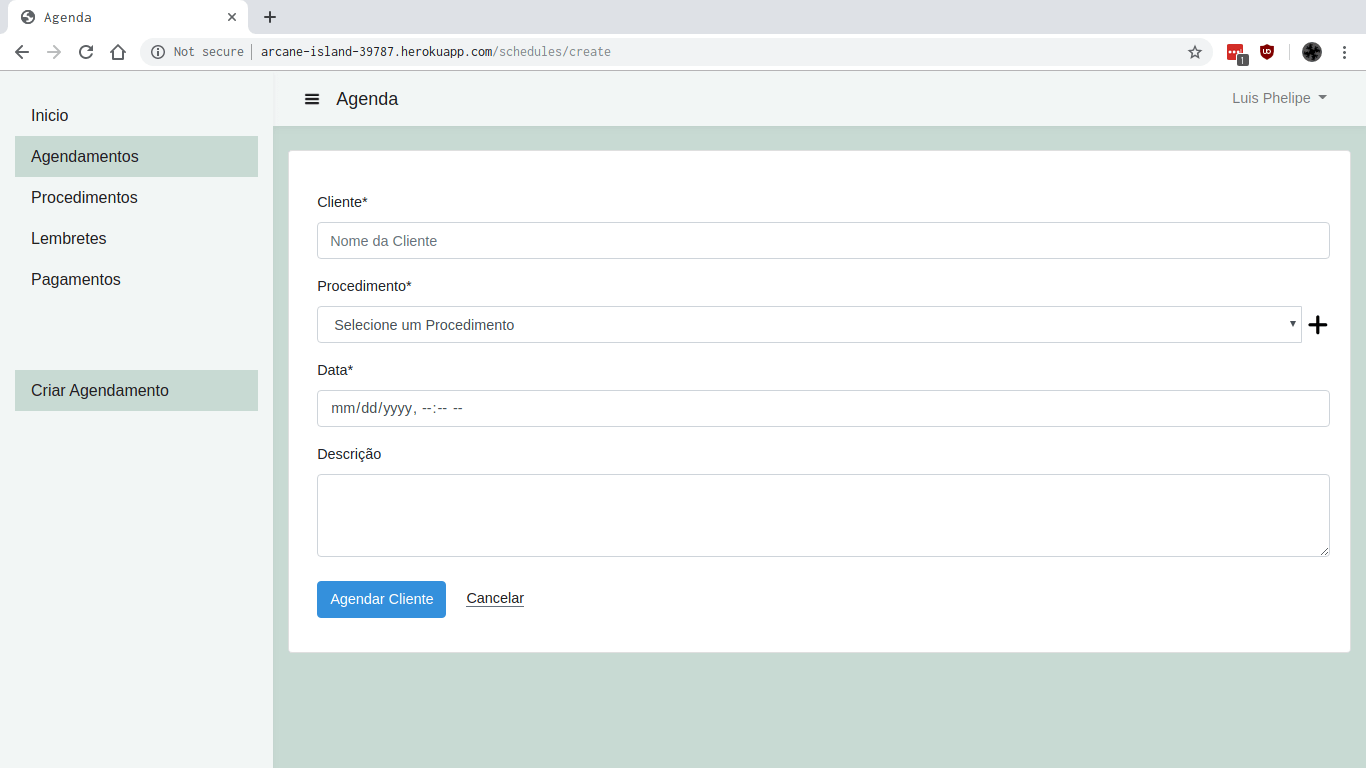 Agenda
Not secure
arcane-island-39787.herokuapp.com/schedules/create
1
Inicio
Agendamentos
Procedimentos
Lembretes
Pagamentos
Criar Agendamento
Agenda
Luis Phelipe
Cliente*
Nome da Cliente
Procedimento*
Selecione um Procedimento
Data*
mm/dd/yyyy, --:-- --
Descrição
Agendar Cliente
Cancelar